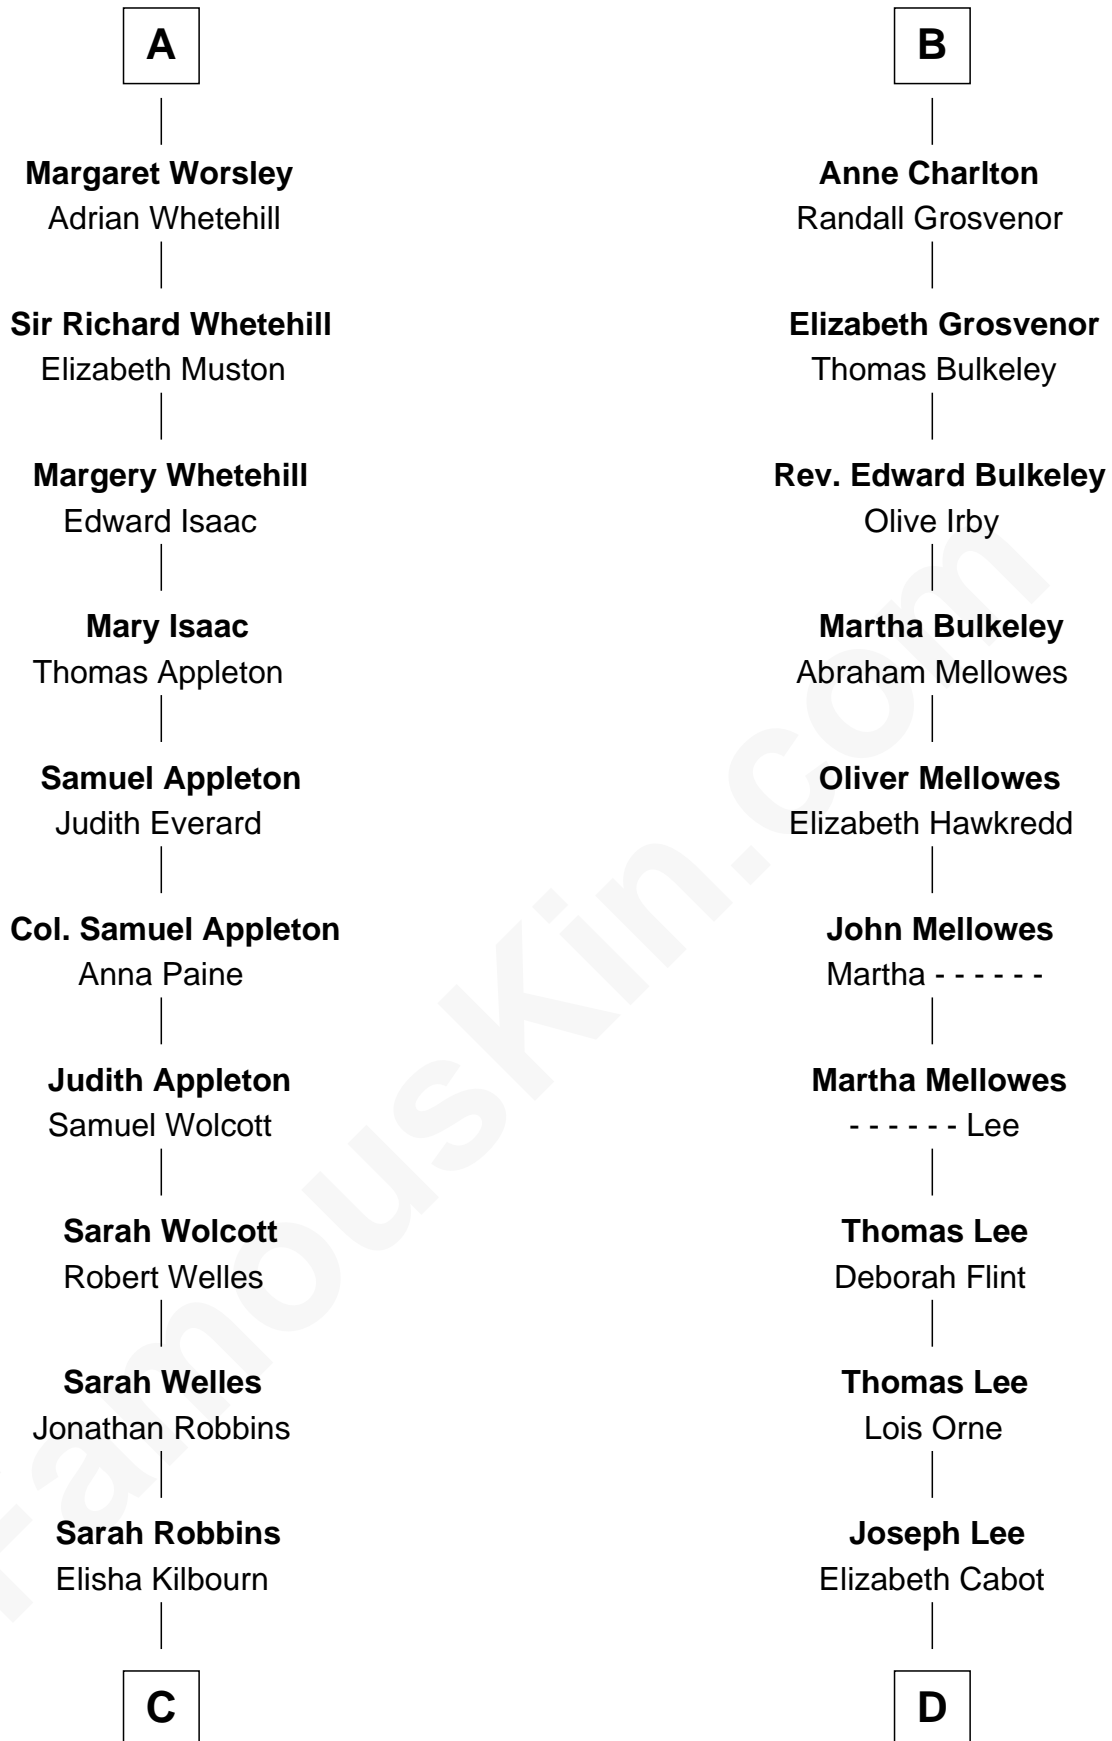 A
Margaret Worsley
Adrian Whetehill
Sir Richard Whetehill
Elizabeth Muston
Margery Whetehill
Edward Isaac
Mary Isaac
Thomas Appleton
Samuel Appleton
Judith Everard
Col. Samuel Appleton
Anna Paine
Judith Appleton
Samuel Wolcott
Sarah Wolcott
Robert Welles
Sarah Welles
Jonathan Robbins
Sarah Robbins
Elisha Kilbourn
C
B
Anne Charlton
Randall Grosvenor
Elizabeth Grosvenor
Thomas Bulkeley
Rev. Edward Bulkeley
Olive Irby
Martha Bulkeley
Abraham Mellowes
Oliver Mellowes
Elizabeth Hawkredd
John Mellowes
Martha - - - - - -
Martha Mellowes
- - - - - - Lee
Thomas Lee
Deborah Flint
Thomas Lee
Lois Orne
Joseph Lee
Elizabeth Cabot
D
FamousKin.com